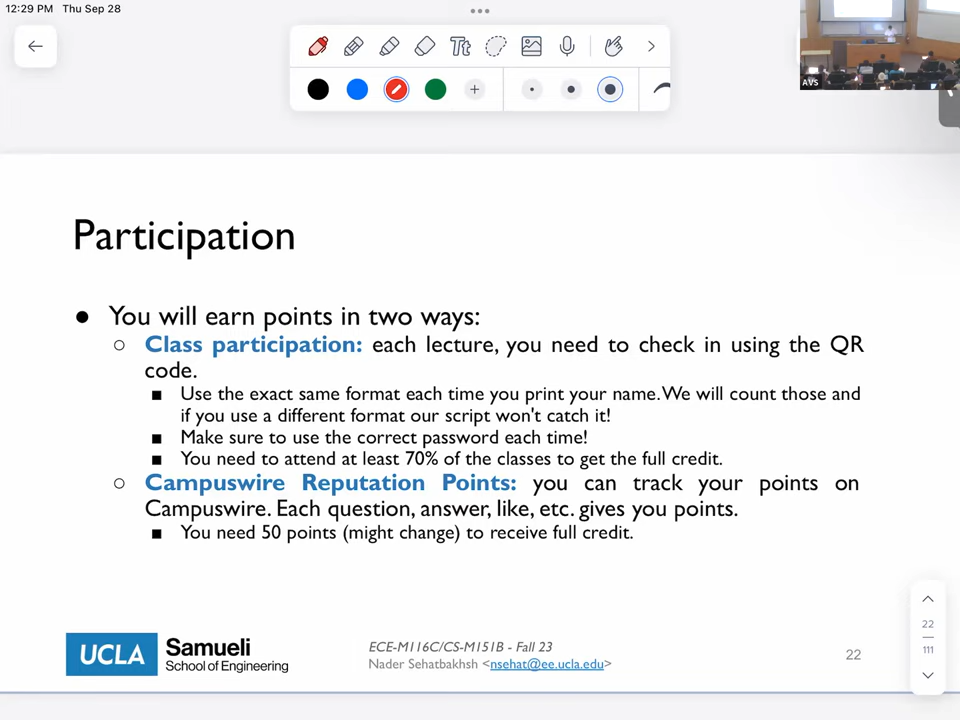 12:29 PM Thu Sep 28
Tt
AVS
Participation
● You will earn points in two ways:
○ Class participation: each lecture, you need to check in using the QR
code.
■ Use the exact same format each time you print your name. We will count those and
if you use a different format our script won't catch it!
■ Make sure to use the correct password each time!
■ You need to attend at least 70% of the classes to get the full credit.
○ Campuswire Reputation Points: you can track your points on
Campuswire. Each question, answer, like, etc. gives you points.
■ You need 50 points (might change) to receive full credit.
22
111
UCLA Samueli
School of Engineering
ECE-M116C/CS-M151B - Fall 23
Nader Sehatbakhsh <nsehat@ee.ucla.edu>
22